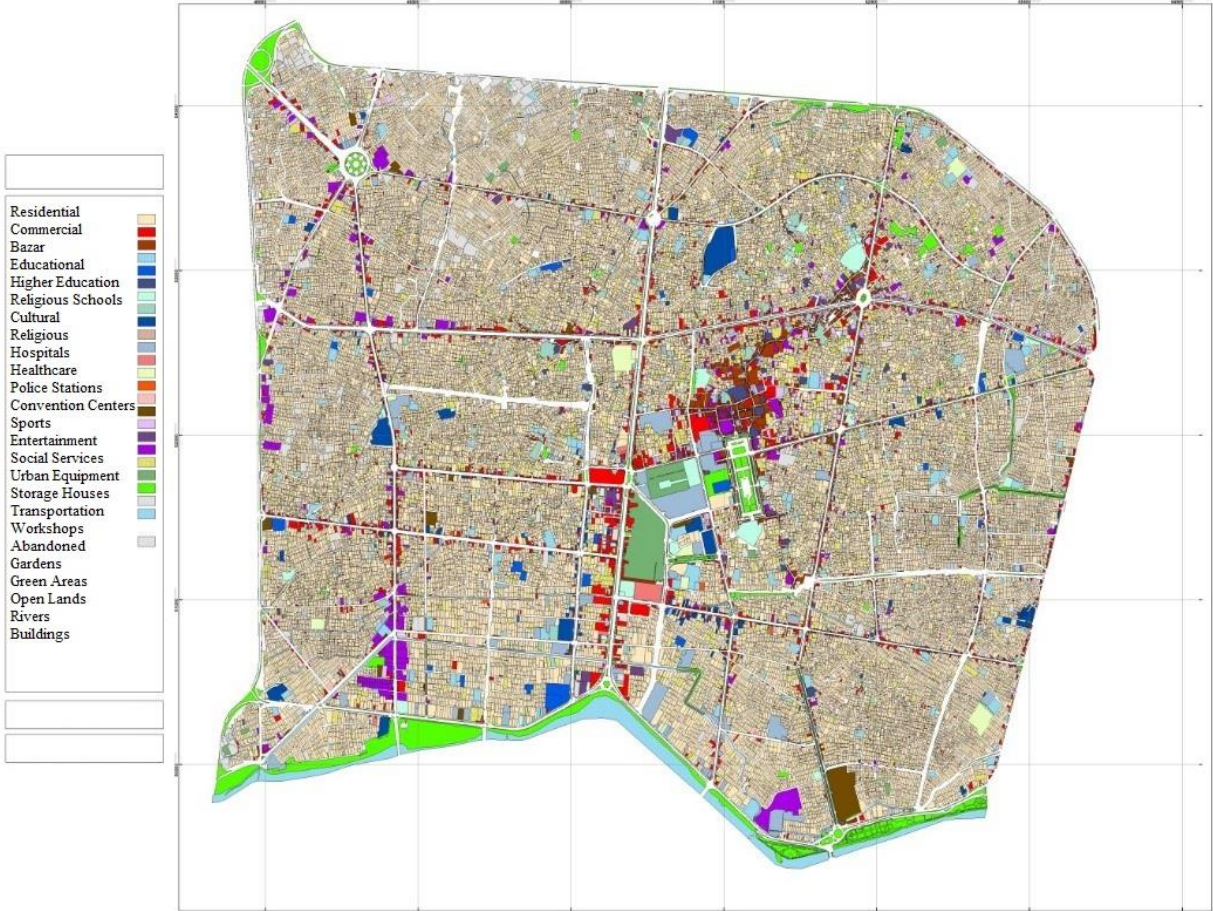 Residential
Commercial
Bazar
Educational
Higher Education
Religious Schools
Cultural
Religious
Hospitals
Healthcare
Police Stations
Convention Centers
Sports
Entertainment
Social Services
Urban Equipment
Storage Houses
Transportation
Workshops
Abandoned
Gardens
Green Areas
Open Lands
Rivers
Buildings